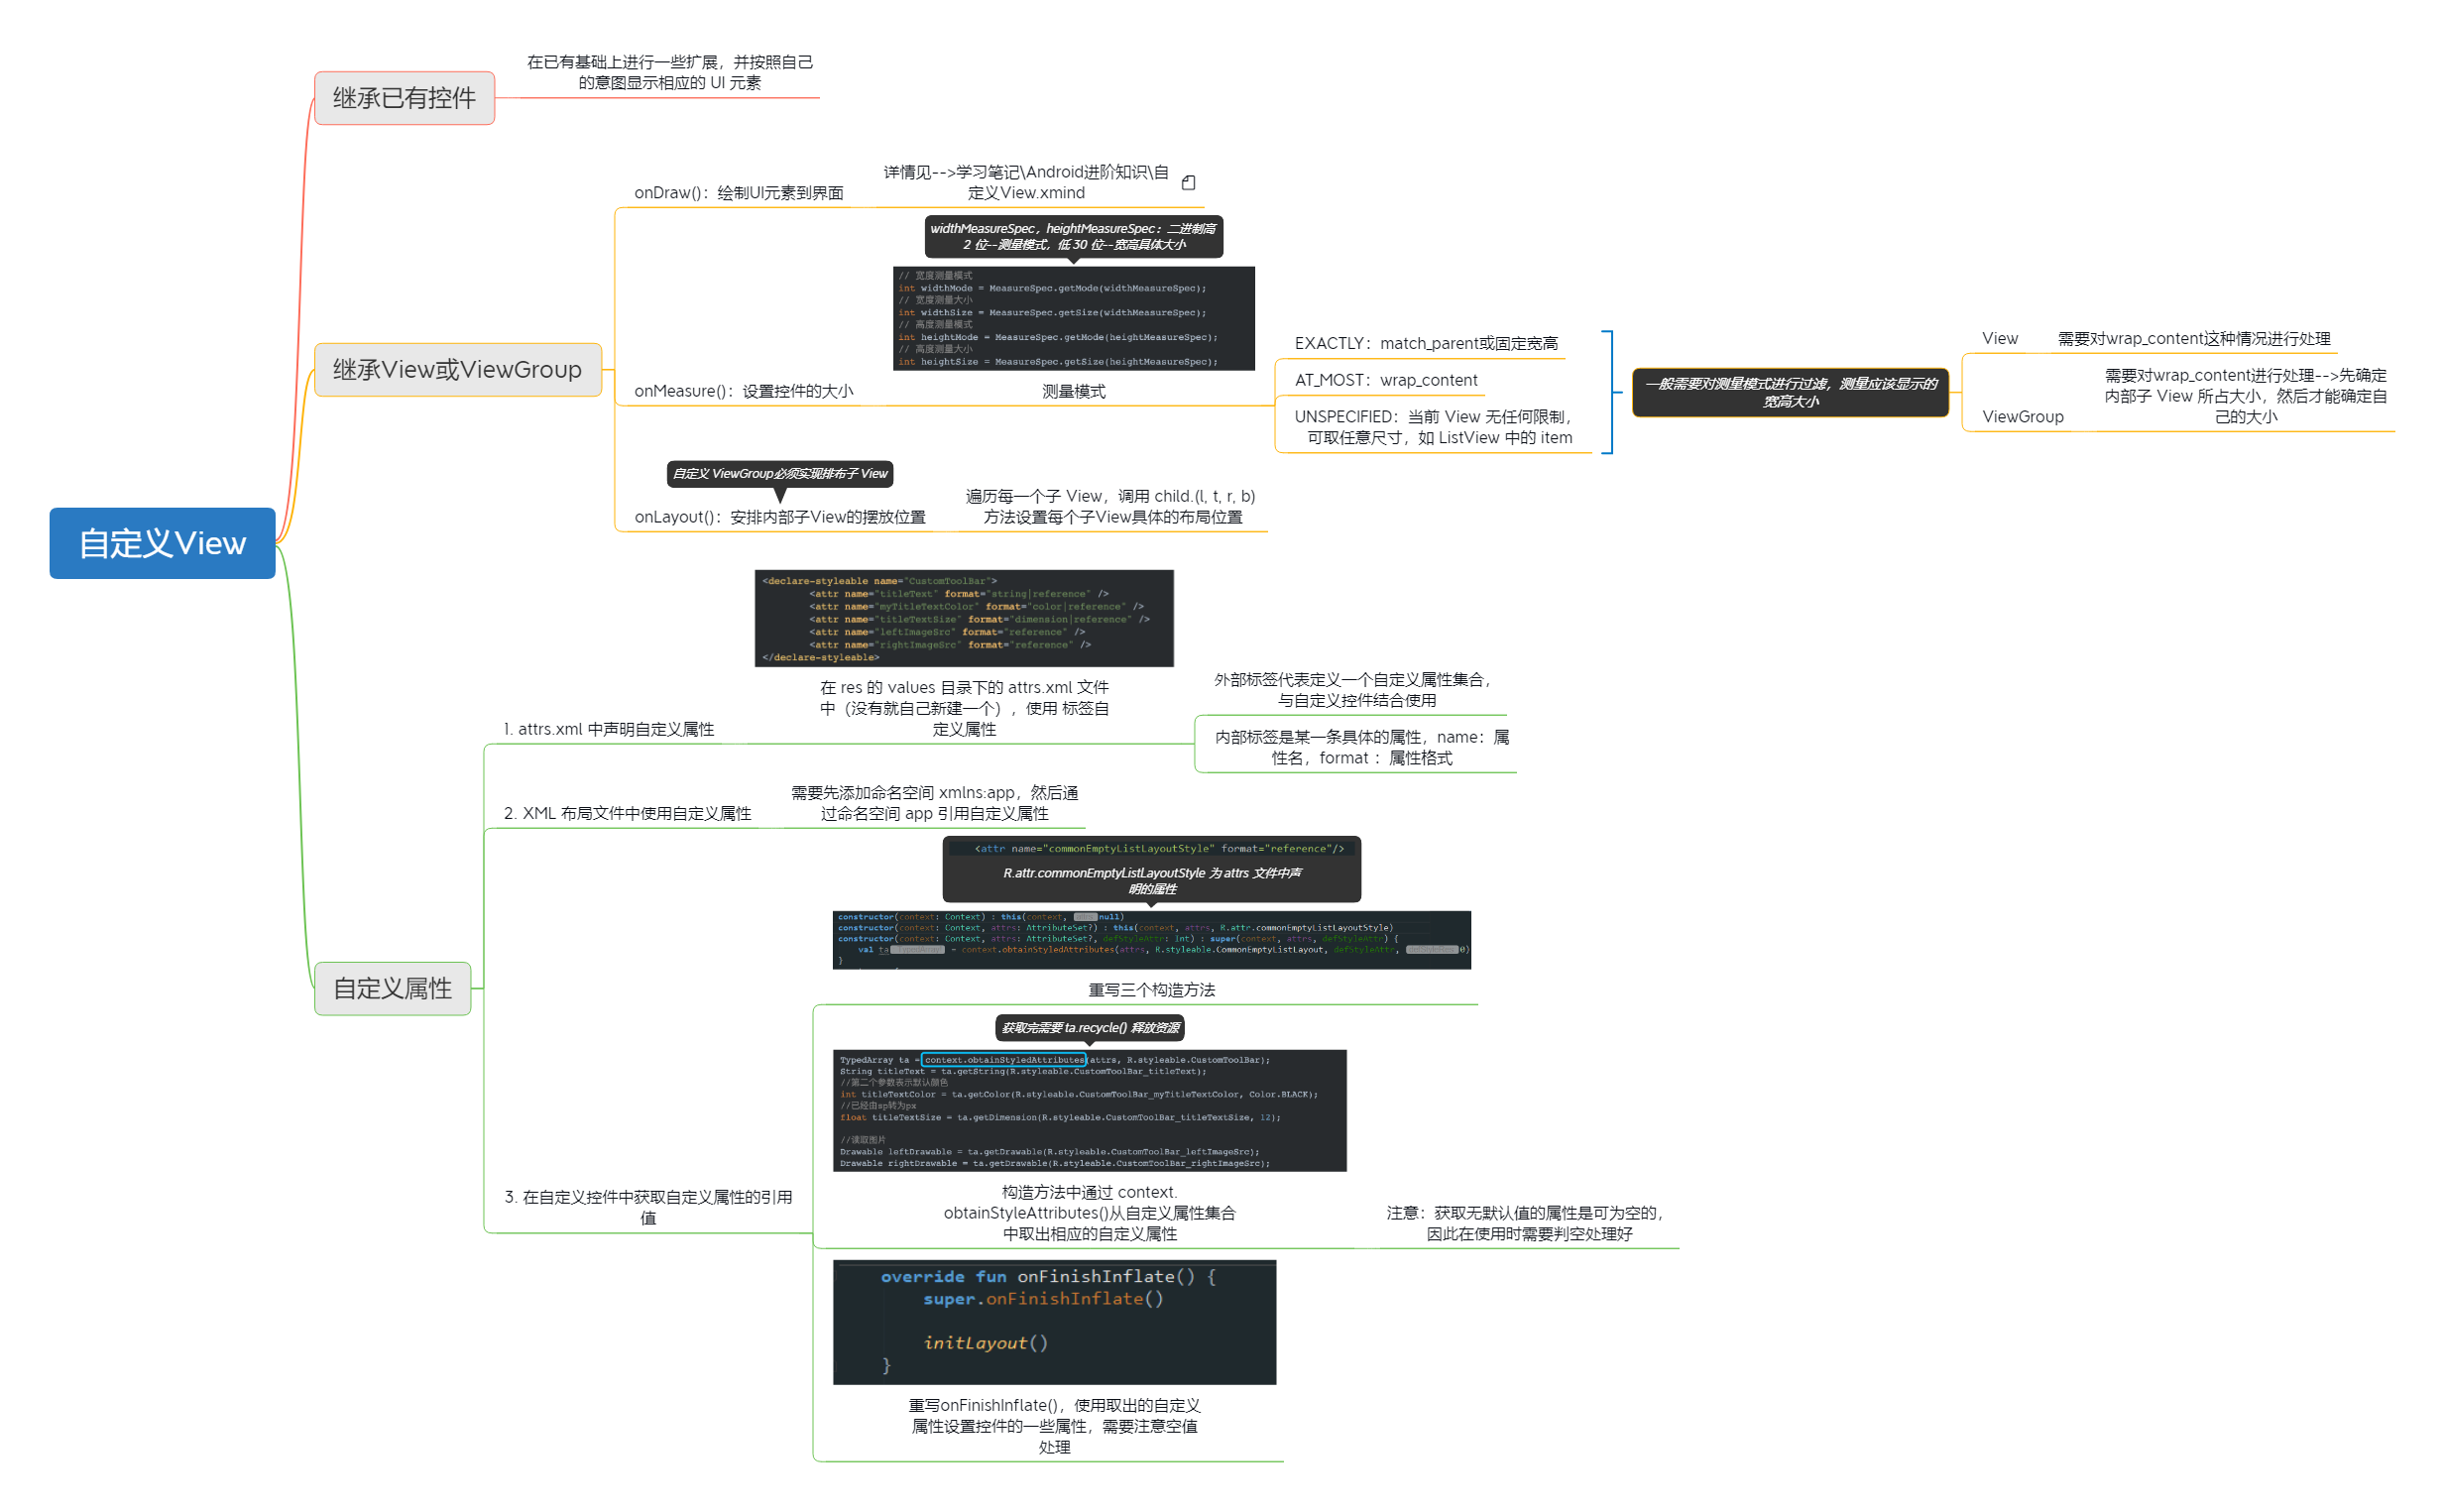 自定义View
继承已有控件
在已有基础上进行一些扩展，并按照自己
的意图显示相应的 UI 元素
继承View或ViewGroup
onDraw()：绘制UI元素到界面
详情见-->学习笔记\Android进阶知识\自
定义View.xmind
onMeasure()：设置控件的大小
widthMeasureSpec，heightMeasureSpec：二进制高
2 位--测量模式，低 30 位--宽高具体大小
// 宽度测量模式
int widthMode = MeasureSpec.getMode(widthMeasureSpec);
// 宽度测量大小
int widthSize = MeasureSpec.getSize(widthMeasureSpec);
// 高度测量模式
int heightMode = MeasureSpec.getMode(heightMeasureSpec);
// 高度测量大小
int heightSize = MeasureSpec.getSize(heightMeasureSpec);
测量模式
EXACTLY：match_parent或固定宽高
AT_MOST：wrap_content
UNSPECIFIED：当前 View 无任何限制，
可取任意尺寸，如 ListView 中的 item
一般需要对测量模式进行过滤，测量应该显示的
宽高大小
View
需要对wrap_content这种情况进行处理
ViewGroup
需要对wrap_content进行处理-->先确定
内部子 View 所占大小，然后才能确定自
己的大小
自定义 ViewGroup必须实现排布子 View
onLayout()：安排内部子View的摆放位置
遍历每一个子 View，调用 child.(l, t, r, b)
方法设置每个子View具体的布局位置
自定义属性
1. attrs.xml 中声明自定义属性
<declare-styleable name="CustomToolBar">
<attr name="titleText" format="string|reference" />
<attr name="myTitleTextColor" format="color|reference" />
<attr name="titleTextSize" format="dimension|reference" />
<attr name="leftImageSrc" format="reference" />
<attr name="rightImageSrc" format="reference" />
</declare-styleable>
在 res 的 values 目录下的 attrs.xml 文件
中（没有就自己新建一个），使用 标签自
定义属性
外部标签代表定义一个自定义属性集合，
与自定义控件结合使用
内部标签是某一条具体的属性，name：属
性名，format ：属性格式
2. XML 布局文件中使用自定义属性
需要先添加命名空间 xmlns:app，然后通
过命名空间 app 引用自定义属性
3. 在自定义控件中获取自定义属性的引用
值
<attr name="commonEmptyListLayoutStyle" format="reference"/>
R.attr.commonEmptyListLayoutStyle 为 attrs 文件中声
明的属性
constructor(context: Context) : this(context, null)
constructor(context: Context, attrs: AttributeSet?) : this(context, attrs, R.attr.commonEmptyListLayoutStyle)
constructor(context: Context, attrs: AttributeSet?, defStyleAttr: Int) : super(context, attrs, defStyleAttr) {
val ta = context.obtainStyledAttributes(attrs, R.styleable.CommonEmptyListLayout, defStyleAttr, 0)
}
重写三个构造方法
获取完需要 ta.recycle() 释放资源
TypedArray ta = context.obtainStyledAttributes(attrs, R.styleable.CustomToolBar);
String titleText = ta.getString(R.styleable.CustomToolBar_titleText);
//第二个参数表示默认颜色
int titleTextColor = ta.getColor(R.styleable.CustomToolBar_myTitleTextColor, Color.BLACK);
//已经由sp转为px
float titleTextSize = ta.getDimension(R.styleable.CustomToolBar_titleTextSize, 12);
//读取图片
Drawable leftDrawable = ta.getDrawable(R.styleable.CustomToolBar_leftImageSrc);
Drawable rightDrawable = ta.getDrawable(R.styleable.CustomToolBar_rightImageSrc);
构造方法中通过 context.
obtainStyleAttributes()从自定义属性集合
中取出相应的自定义属性
注意：获取无默认值的属性是可为空的，
因此在使用时需要判空处理好
override fun onFinishInflate() {
super.onFinishInflate()
initLayout()
}
重写onFinishInflate()，使用取出的自定义
属性设置控件的一些属性，需要注意空值
处理